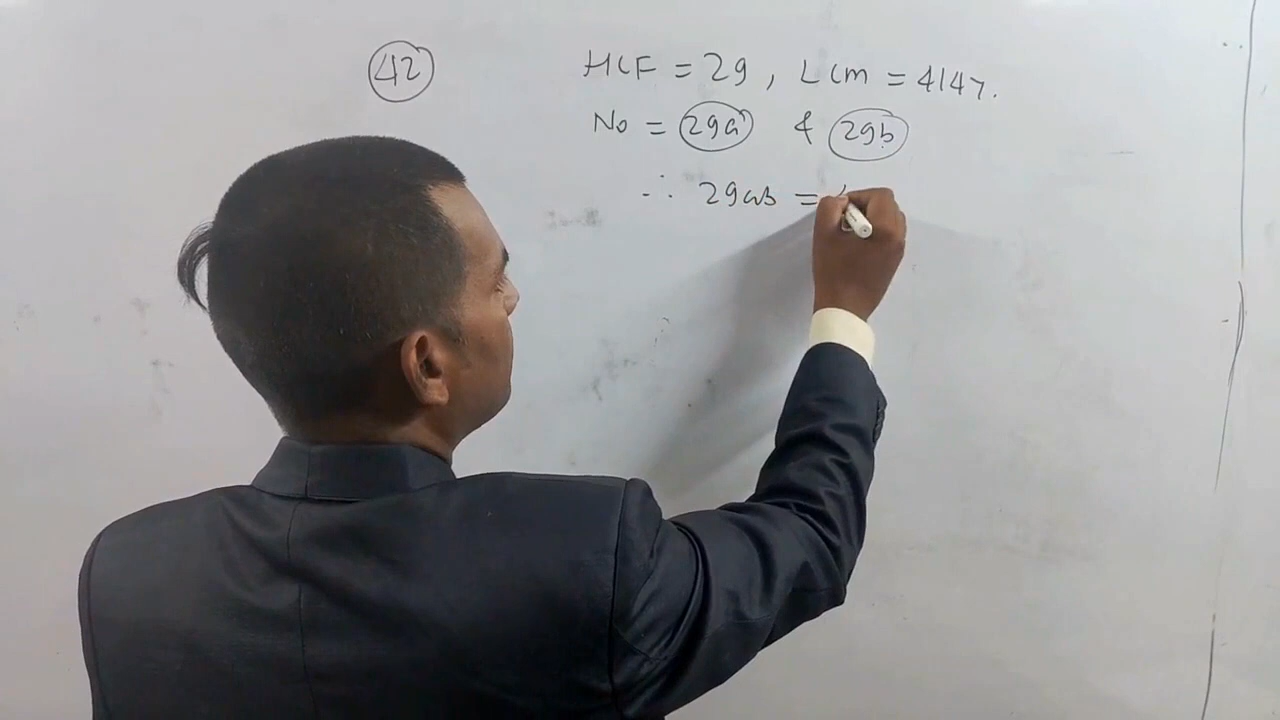 42
HCF = 29, LCM = 4147.
No = 29a & 29b
∴ 29ab =